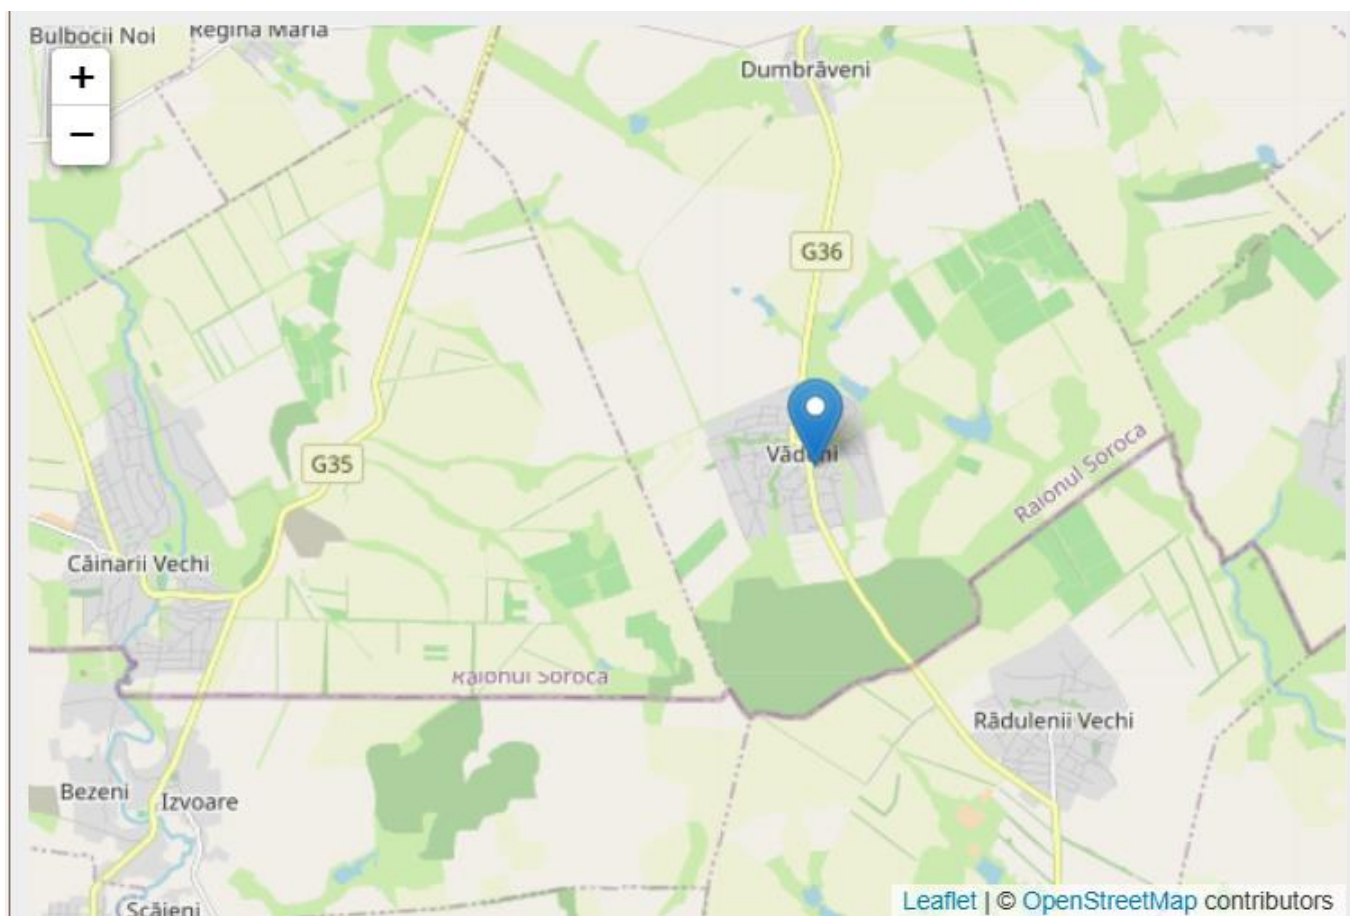 Bulbocii Noi
Regina Maria
+
−
Dumbrăveni
G36
G35
Raionul Soroca
Căinarii Vechi
Raionul Soroca
Rădulenii Vechi
Bezeni
Izvoare
Scăieni
Leaflet | © OpenStreetMap contributors